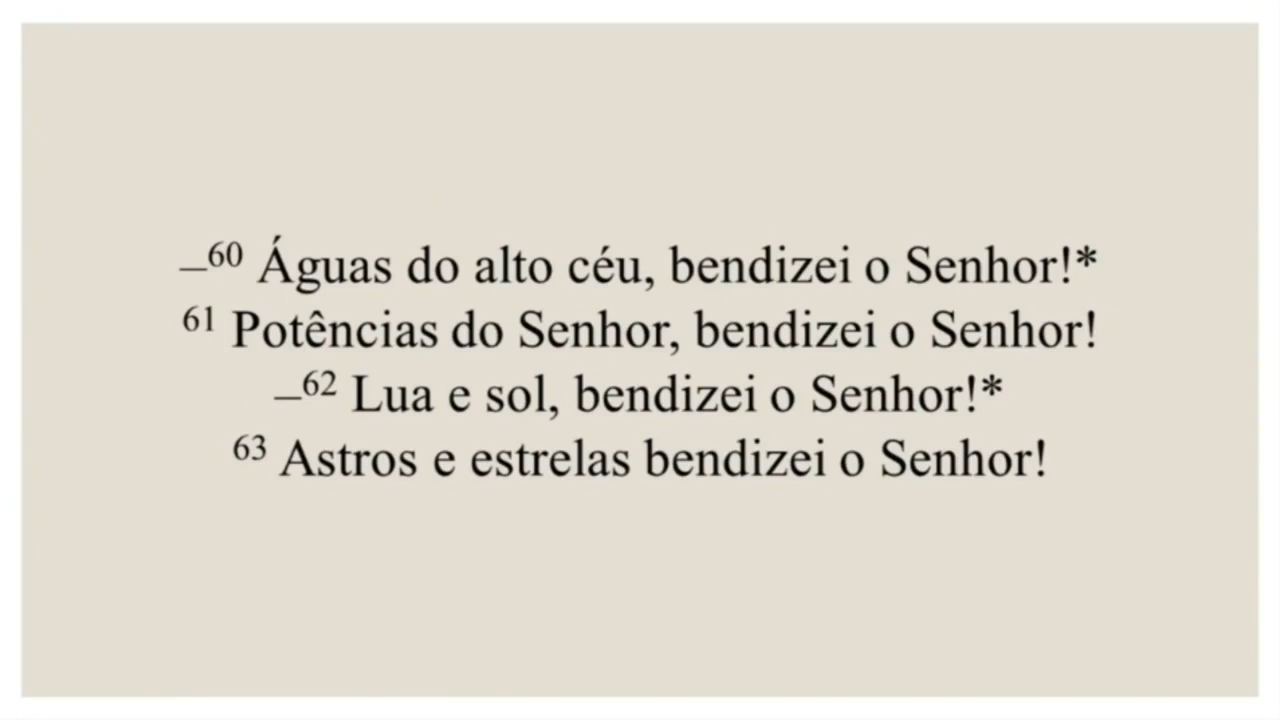 –⁶⁰ Águas do alto céu, bendizei o Senhor!*
⁶¹ Potências do Senhor, bendizei o Senhor!
–⁶² Lua e sol, bendizei o Senhor!*
⁶³ Astros e estrelas bendizei o Senhor!